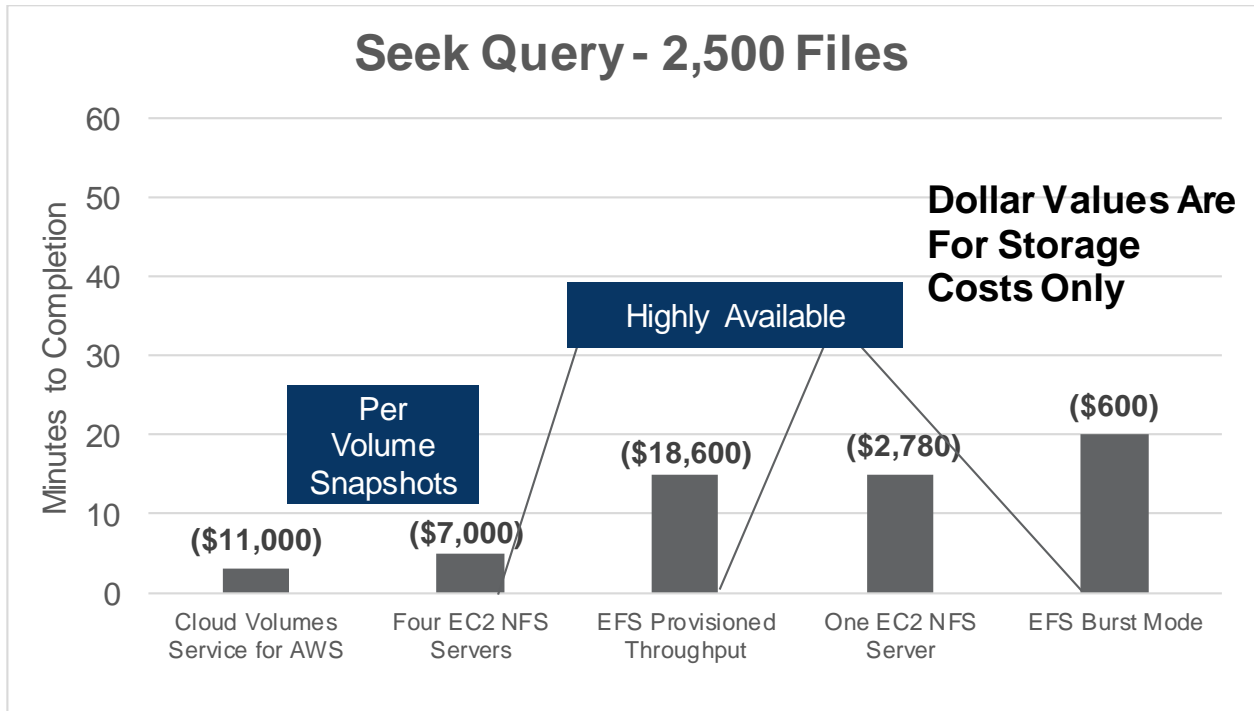 Seek Query - 2,500 Files
Minutes to Completion
60
50
40
30
20
10
0
Dollar Values Are
For Storage
Costs Only
Highly Available
Per
Volume
Snapshots
($11,000)
($7,000)
($18,600)
($2,780)
($600)
Cloud Volumes
Service for AWS
Four EC2 NFS
Servers
EFS Provisioned
Throughput
One EC2 NFS
Server
EFS Burst Mode